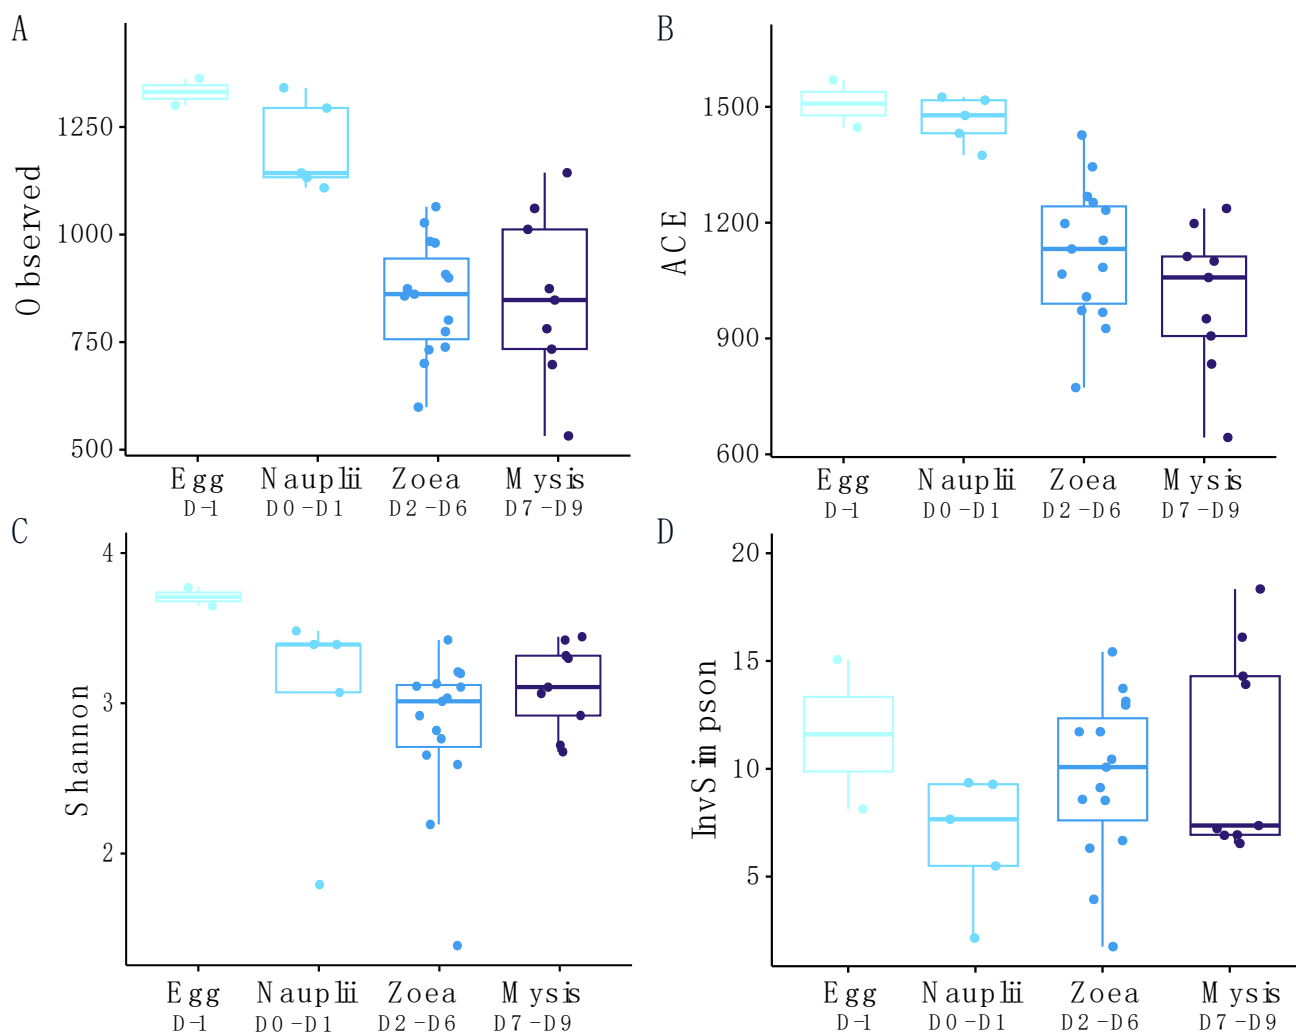 A
Observed
1250
1000
750
500
Egg Nauplii Zoea Mysis
D-1 D0-D1 D2-D6 D7-D9
B
ACE
1500
1200
900
600
Egg Nauplii Zoea Mysis
D-1 D0-D1 D2-D6 D7-D9
C
Shannon
4
3
2
Egg Nauplii Zoea Mysis
D-1 D0-D1 D2-D6 D7-D9
D
InvSimpson
20
15
10
5
Egg Nauplii Zoea Mysis
D-1 D0-D1 D2-D6 D7-D9